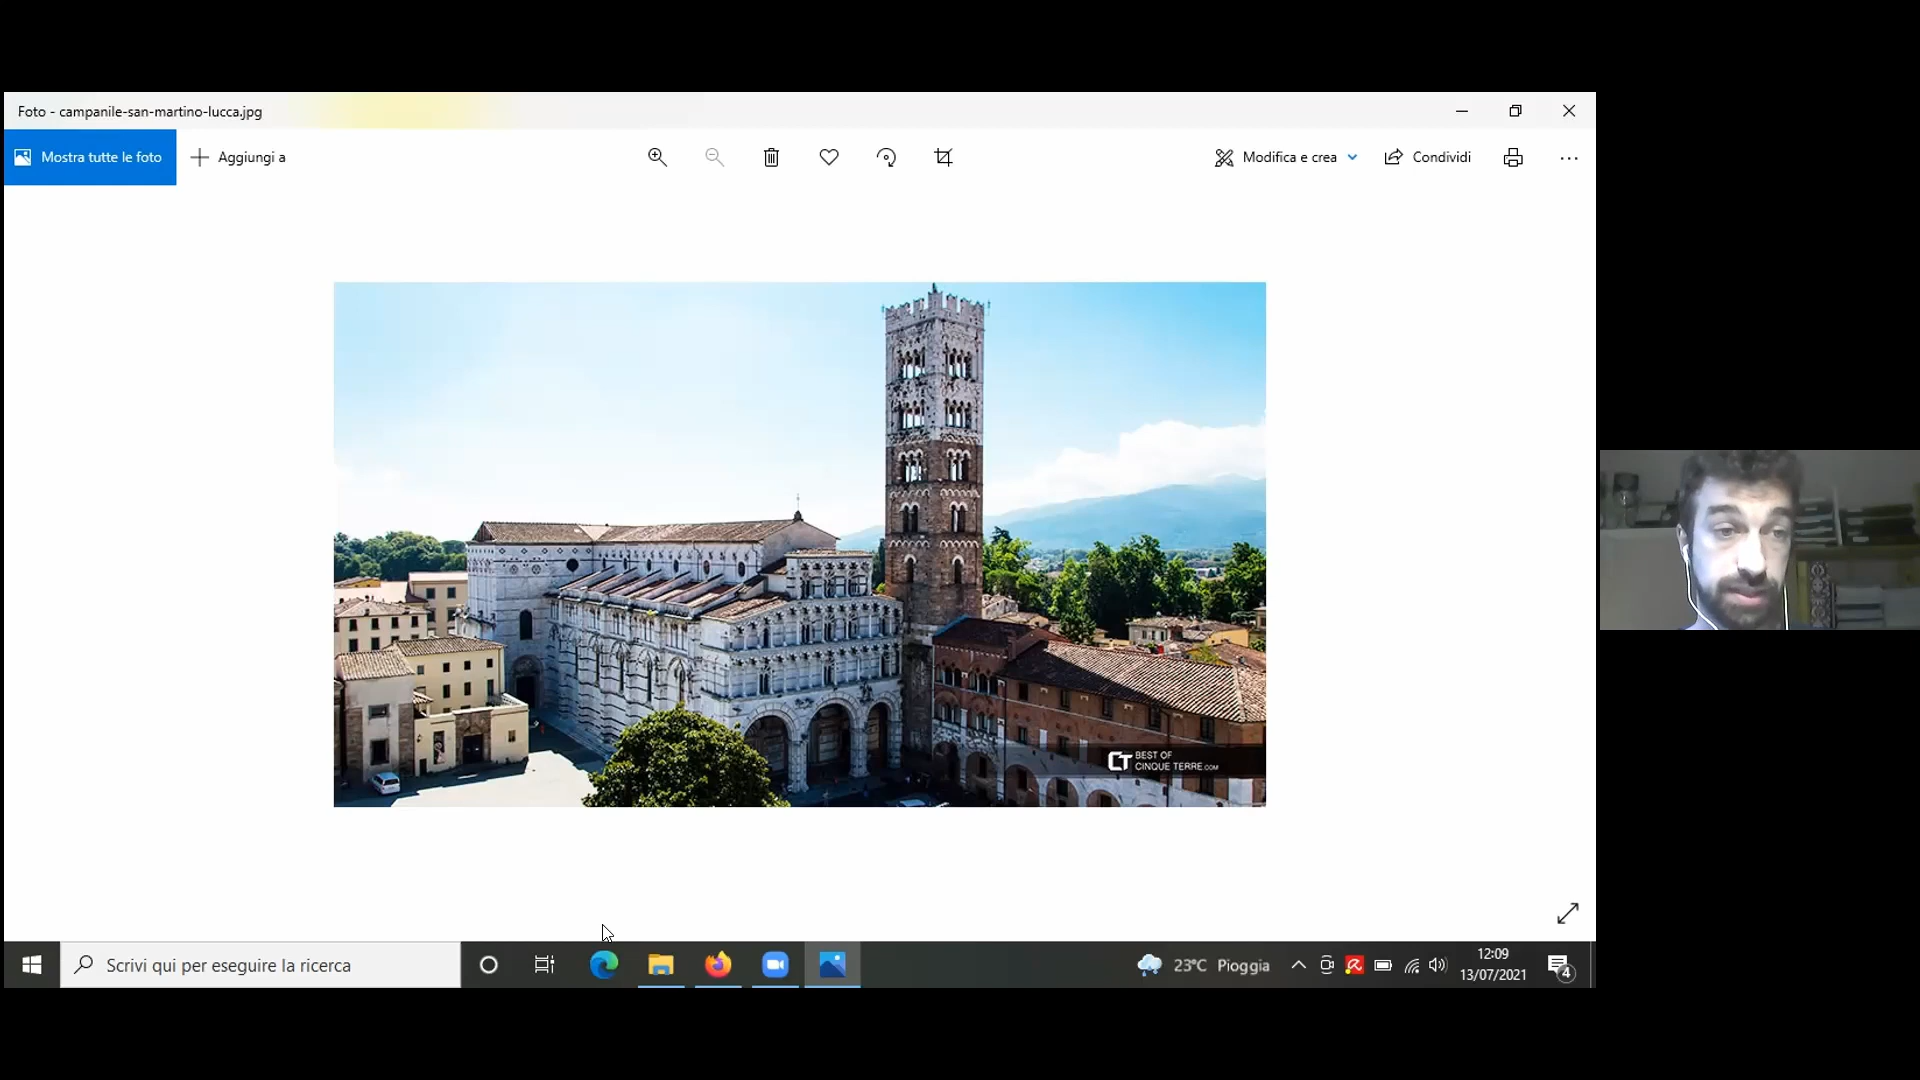 Foto - campanile-san-martino-lucca.jpg
Mostra tutte le foto
Aggiungi a
Modifica e crea
Condividi
CT BEST OF
CINQUE TERRE.COM
Scrivi qui per eseguire la ricerca
23°C Pioggia
12:09
13/07/2021
4